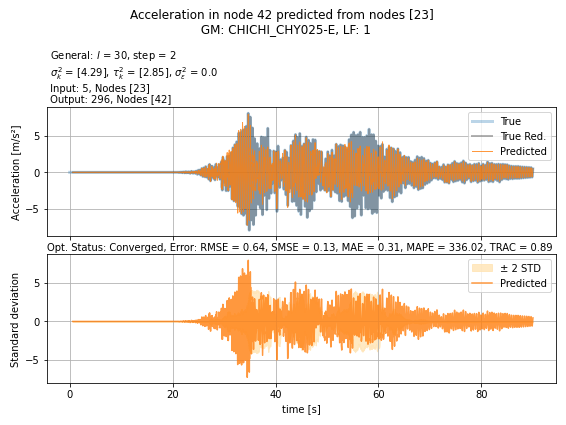 Acceleration in node 42 predicted from nodes [23]
GM: CHICHI_CHY025-E, LF: 1
General: l = 30, step = 2
σ_k^2 = [4.29], τ_k^2 = [2.85], σ_ε^2 = 0.0
Input: 5, Nodes [23]
Output: 296, Nodes [42]
Acceleration [m/s²]
5
0
−5
True
True Red.
Predicted
Opt. Status: Converged, Error: RMSE = 0.64, SMSE = 0.13, MAE = 0.31, MAPE = 336.02, TRAC = 0.89
Standard deviation
5
0
−5
± 2 STD
Predicted
0 20 40 60 80
time [s]